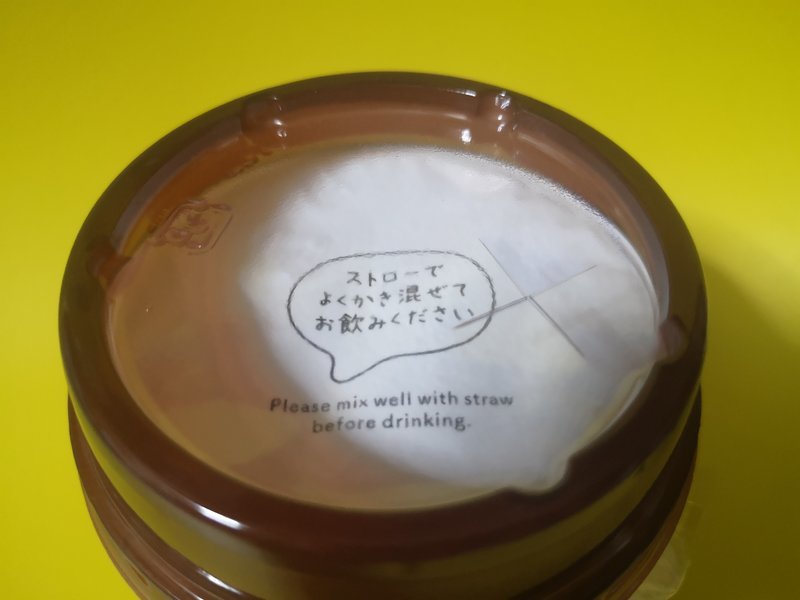 ストローで
よくかき混ぜて
お飲みください
Please mix well with straw
before drinking.